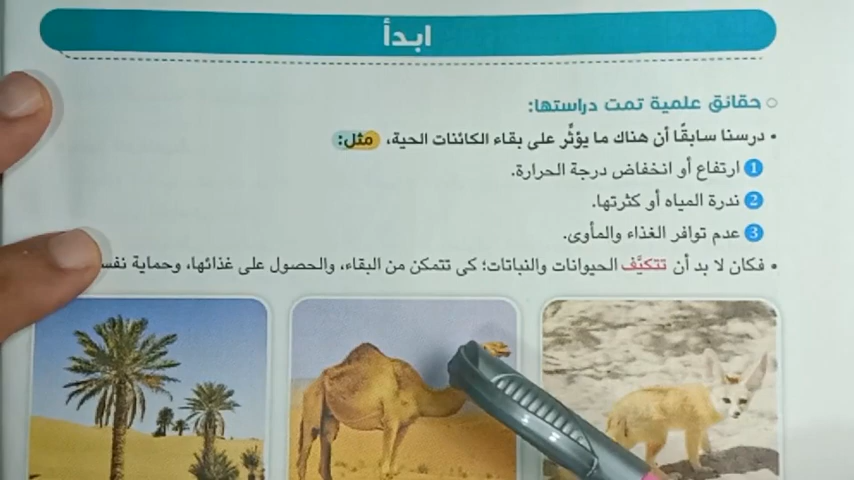 ابدأ
حقائق علمية تمت دراستها:
• درسنا سابقًا أن هناك ما يؤثّر على بقاء الكائنات الحية، مثل:
1 ارتفاع أو انخفاض درجة الحرارة.
2 ندرة المياه أو كثرتها.
3 عدم توافر الغذاء والمأوى.
• فكان لا بد أن تتكيَّف الحيوانات والنباتات؛ كى تتمكن من البقاء، والحصول على غذائها، وحماية